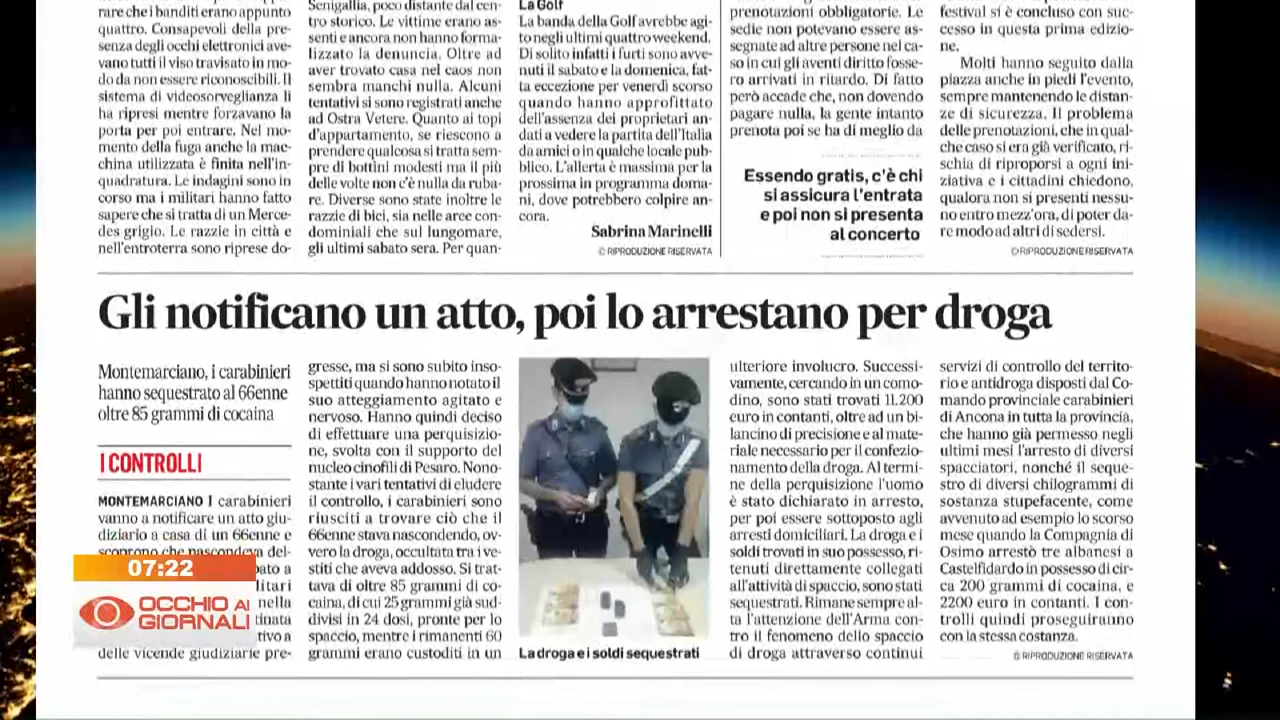 rare che i banditi erano appunto
quattro. Consapevoli della pre-
senza degli occhi elettronici ave-
vano tutti il viso travisato in mo-
do da non essere riconoscibili. Il
sistema di videosorveglianza li
ha ripresi mentre forzavano la
porta per poi entrare. Nel mo-
mento della fuga anche la mac-
china utilizzata è finita nell'in-
quadratura. Le indagini sono in
corso ma i militari hanno fatto
sapere che si tratta di un Merce-
des grigio. Le razzie in città e
nell'entroterra sono riprese do-
Senigallia, poco distante dal cen-
tro storico. Le vittime erano as-
senti e ancora non hanno forma-
lizzato la denuncia. Oltre ad
aver trovato casa nel caos non
sembra manchi nulla. Alcuni
tentativi si sono registrati anche
ad Ostra Vetere. Quanto ai topi
d'appartamento, se riescono a
prendere qualcosa si tratta sem-
pre di bottini modesti ma il più
delle volte non c'è nulla da ruba-
re. Diverse sono state inoltre le
razzie di bici, sia nelle aree con-
dominiali che sul lungomare,
gli ultimi sabato sera. Per quan-
La Golf
La banda della Golf avrebbe agi-
to negli ultimi quattro weekend.
Di solito infatti i furti sono avve-
nuti il sabato e la domenica, fat-
ta eccezione per venerdì scorso
quando hanno approfittato
dell'assenza dei proprietari an-
dati a vedere la partita dell'Italia
da amici o in qualche locale pub-
blico. L'allerta è massima per la
prossima in programma doma-
ni, dove potrebbero colpire an-
cora.
Sabrina Marinelli
© RIPRODUZIONE RISERVATA
prenotazioni obbligatorie. Le
sedie non potevano essere as-
segnate ad altre persone nel ca-
so in cui gli aventi diritto fosse-
ro arrivati in ritardo. Di fatto
però accade che, non dovendo
pagare nulla, la gente intanto
prenota poi se ha di meglio da
Essendo gratis, c'è chi
si assicura l'entrata
e poi non si presenta
al concerto
festival si è concluso con suc-
cesso in questa prima edizio-
ne.
Molti hanno seguito dalla
piazza anche in piedi l'evento,
sempre mantenendo le distan-
ze di sicurezza. Il problema
delle prenotazioni, che in qual-
che caso si era già verificato, ri-
schia di riproporsi a ogni ini-
ziativa e i cittadini chiedono,
qualora non si presenti nessu-
no entro mezz'ora, di poter da-
re modo ad altri di sedersi.
© RIPRODUZIONE RISERVATA
Gli notificano un atto, poi lo arrestano per droga
Montemarciano, i carabinieri
hanno sequestrato al 66enne
oltre 85 grammi di cocaina
I CONTROLLI
MONTEMARCIANO I carabinieri
vanno a notificare un atto giu-
diziario a casa di un 66enne e
scoprono che nascondeva del-
delle vicende giudiziarie pre-
gresse, ma si sono subito inso-
spettiti quando hanno notato il
suo atteggiamento agitato e
nervoso. Hanno quindi deciso
di effettuare una perquisizio-
ne, svolta con il supporto del
nucleo cinofili di Pesaro. Nono-
stante i vari tentativi di eludere
il controllo, i carabinieri sono
riusciti a trovare ciò che il
66enne stava nascondendo, ov-
vero la droga, occultata tra i ve-
stiti che aveva addosso. Si trat-
tava di oltre 85 grammi di co-
caina, di cui 25 grammi già sud-
divisi in 24 dosi, pronte per lo
spaccio, mentre i rimanenti 60
grammi erano custoditi in un
La droga e i soldi sequestrati
ulteriore involucro. Successi-
vamente, cercando in un como-
dino, sono stati trovati 11.200
euro in contanti, oltre ad un bi-
lancino di precisione e al mate-
riale necessario per il confezio-
namento della droga. Al termi-
ne della perquisizione l'uomo
è stato dichiarato in arresto,
per poi essere sottoposto agli
arresti domiciliari. La droga e i
soldi trovati in suo possesso, ri-
tenuti direttamente collegati
all'attività di spaccio, sono stati
sequestrati. Rimane sempre al-
ta l'attenzione dell'Arma con-
tro il fenomeno dello spaccio
di droga attraverso continui
servizi di controllo del territo-
rio e antidroga disposti dal Co-
mando provinciale carabinieri
di Ancona in tutta la provincia,
che hanno già permesso negli
ultimi mesi l'arresto di diversi
spacciatori, nonché il seque-
stro di diversi chilogrammi di
sostanza stupefacente, come
avvenuto ad esempio lo scorso
mese quando la Compagnia di
Osimo arrestò tre albanesi a
Castelfidardo in possesso di cir-
ca 200 grammi di cocaina, e
2200 euro in contanti. I con-
trolli quindi proseguiranno
con la stessa costanza.
© RIPRODUZIONE RISERVATA
07:22
OCCHIO AI
GIORNALI